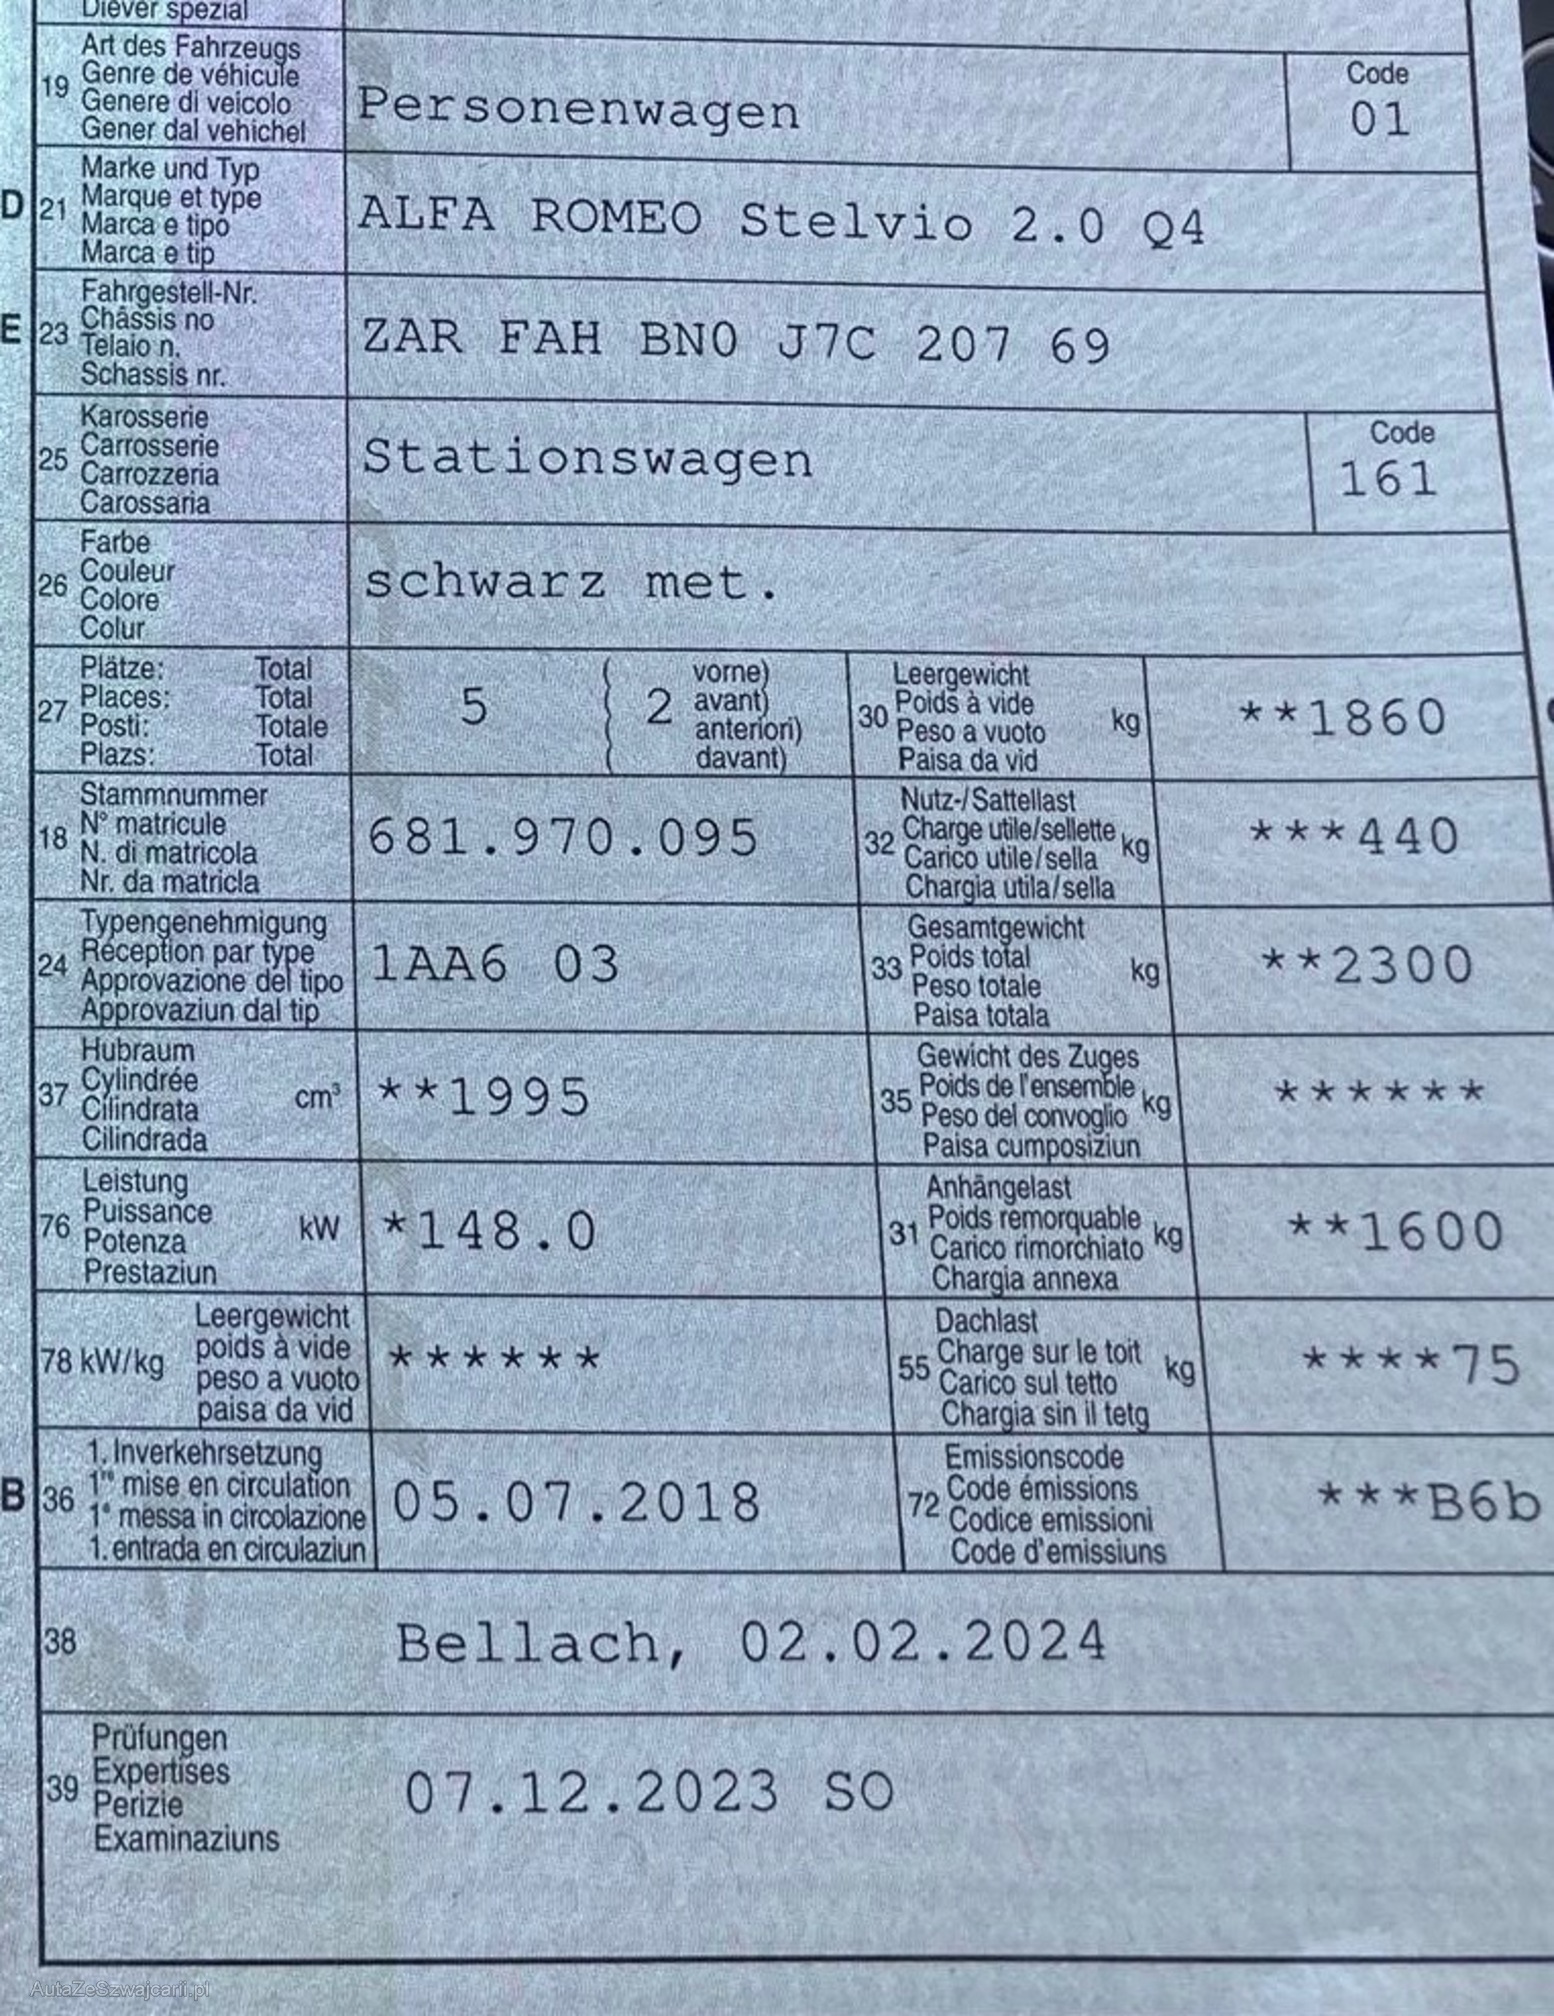 Diever spezial
19 Art des Fahrzeugs
Genre de véhicule
Genere di veicolo
Gener dal vehichel
Personenwagen
Code
01
D 21 Marke und Typ
Marque et type
Marca e tipo
Marca e tip
ALFA ROMEO Stelvio 2.0 Q4
E 23 Fahrgestell-Nr.
Châssis no
Telaio n.
Schassis nr.
ZAR FAH BN0 J7C 207 69
25 Karosserie
Carrosserie
Carrozzeria
Carossaria
Stationswagen
Code
161
26 Farbe
Couleur
Colore
Colur
schwarz met.
27 Plätze: Total
Places: Total
Posti: Totale
Plazs: Total
5 ( 2 vorne)
avant)
anteriori)
davant)
30 Leergewicht
Poids à vide
Peso a vuoto
Paisa da vid
kg **1860
18 Stammnummer
N° matricule
N. di matricola
Nr. da matricla
681.970.095
32 Nutz-/Sattellast
Charge utile/sellette
Carico utile/sella
Chargia utila/sella
kg ***440
24 Typengenehmigung
Réception par type
Approvazione del tipo
Approvaziun dal tip
1AA6 03
33 Gesamtgewicht
Poids total
Peso totale
Paisa totala
kg **2300
37 Hubraum
Cylindrée
Cilindrata
Cilindrada
cm³ **1995
35 Gewicht des Zuges
Poids de l'ensemble
Peso del convoglio
Paisa cumposiziun
kg ******
76 Leistung
Puissance
Potenza
Prestaziun
kW *148.0
31 Anhängelast
Poids remorquable
Carico rimorchiato
Chargia annexa
kg **1600
78 kW/kg Leergewicht
poids à vide
peso a vuoto
paisa da vid
******
55 Dachlast
Charge sur le toit
Carico sul tetto
Chargia sin il tetg
kg ****75
B 36 1. Inverkehrsetzung
1re mise en circulation
1a messa in circolazione
1. entrada en circulaziun
05.07.2018
72 Emissionscode
Code émissions
Codice emissioni
Code d'emissiuns
***B6b
38 Bellach, 02.02.2024
39 Prüfungen
Expertises
Perizie
Examinaziuns
07.12.2023 SO
AutaZeSzwajcarii.pl